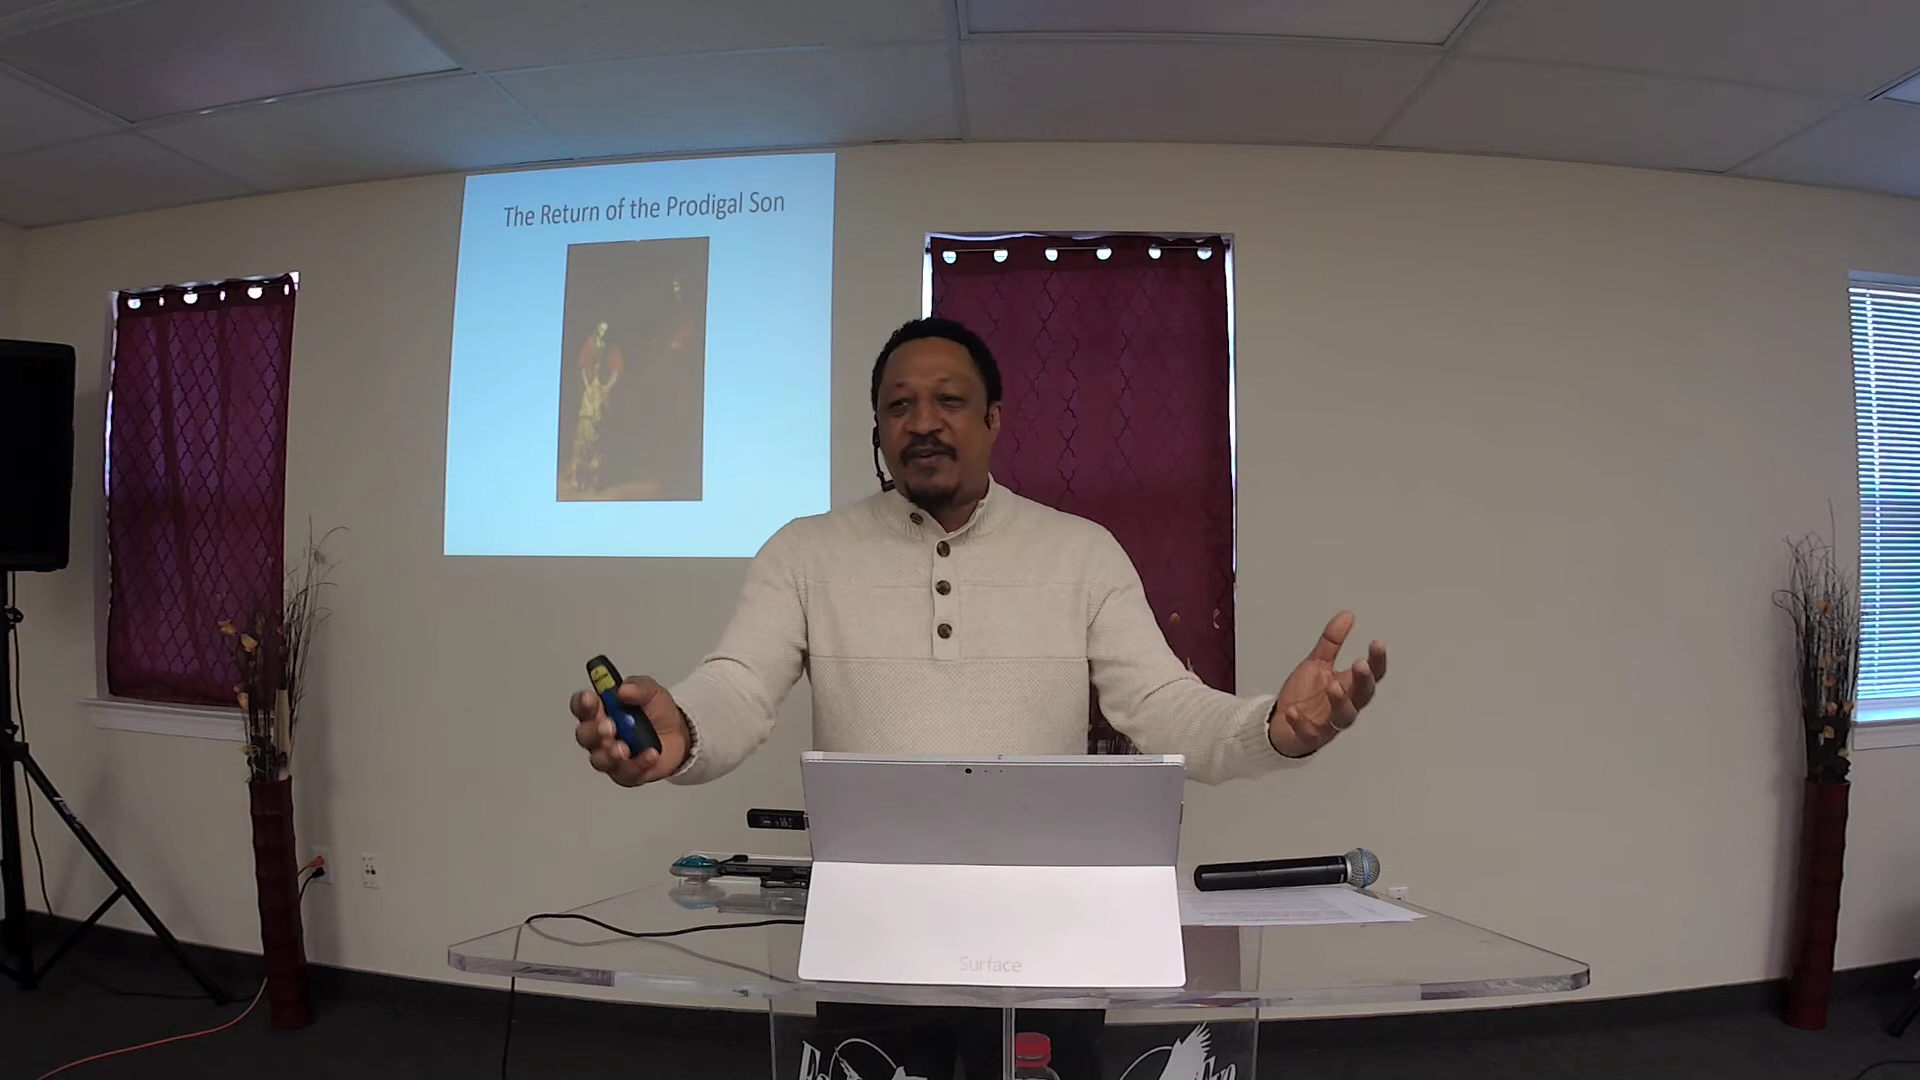 The Return of the Prodigal Son
Surface